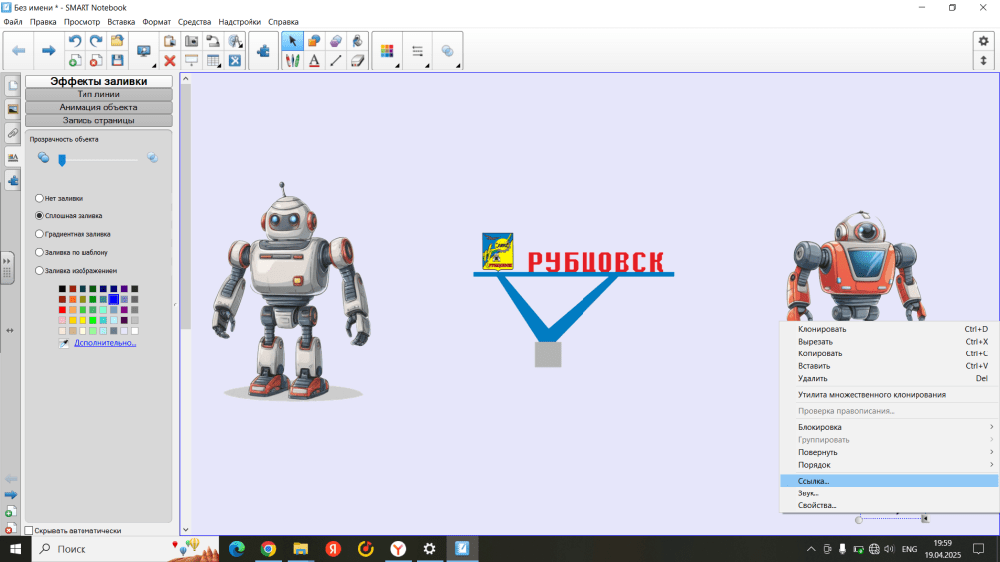 Без имени * - SMART Notebook
Файл Правка Просмотр Вставка Формат Средства Надстройки Справка
Эффекты заливки
Тип линии
Анимация объекта
Запись страницы
Прозрачность объекта
Нет заливки
Сплошная заливка
Градиентная заливка
Заливка по шаблону
Заливка изображением
Дополнительно...
Скрывать автоматически
РУБЦОВСК
Клонировать Ctrl+D
Вырезать Ctrl+X
Копировать Ctrl+C
Вставить Ctrl+V
Удалить Del
Утилита множественного клонирования
Проверка правописания...
Блокировка
Группировать
Повернуть
Порядок
Ссылка...
Звук...
Свойства...
Поиск
ENG
19:59
19.04.2025